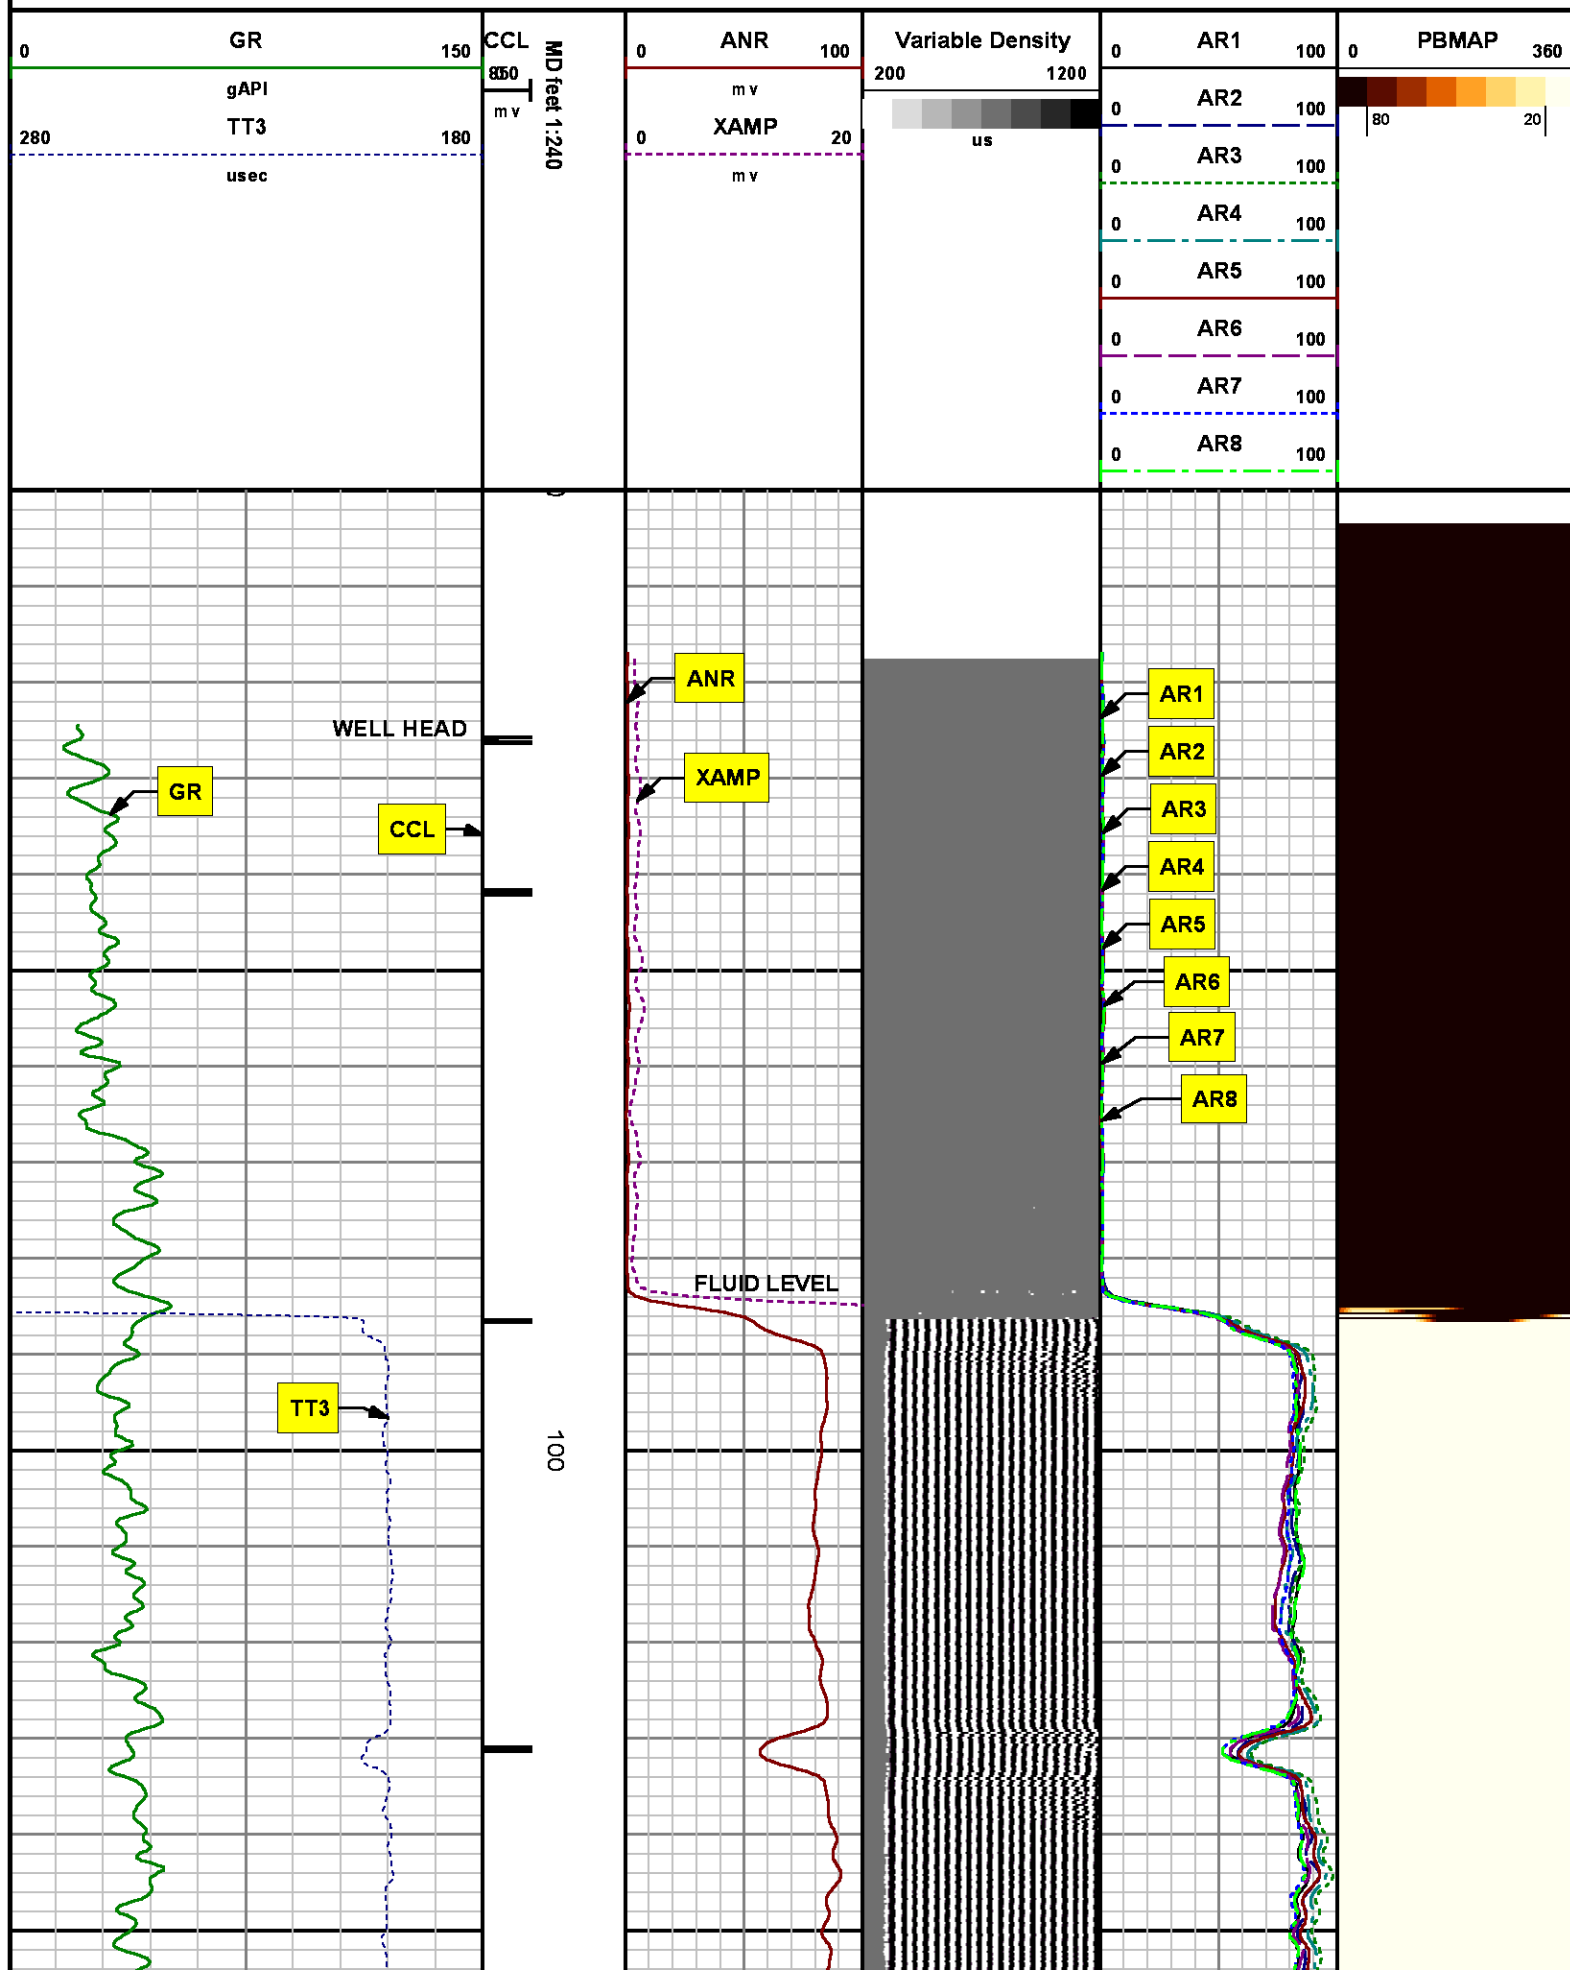 0 GR 150
gAPI
280 TT3 180
usec
CCL
850
m v
MD feet 1:240
0 ANR 100
m v
XAMP
0 20
m v
Variable Density
200 1200
us
0 AR1 100
0 AR2 100
0 AR3 100
0 AR4 100
0 AR5 100
0 AR6 100
0 AR7 100
0 AR8 100
0 PBMAP 360
80 20
ANR
AR1
WELL HEAD
AR2
XAMP
GR
AR3
CCL
AR4
AR5
AR6
AR7
AR8
FLUID LEVEL
TT3
100